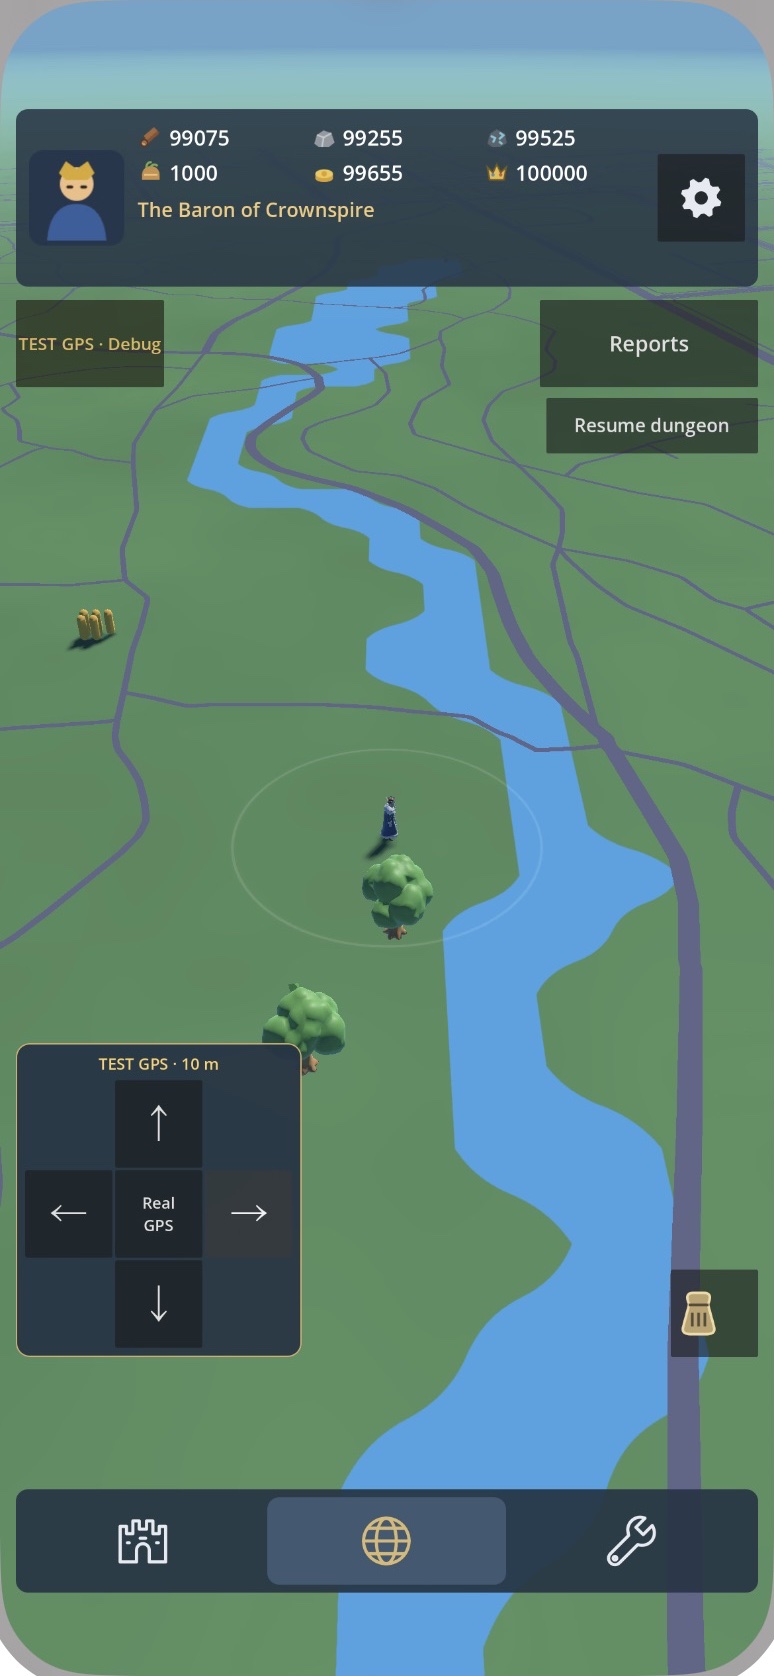 99075 99255 99525
1000 99655 100000
The Baron of Crownspire
TEST GPS · Debug
Reports
Resume dungeon
TEST GPS · 10 m
↑
← Real GPS →
↓